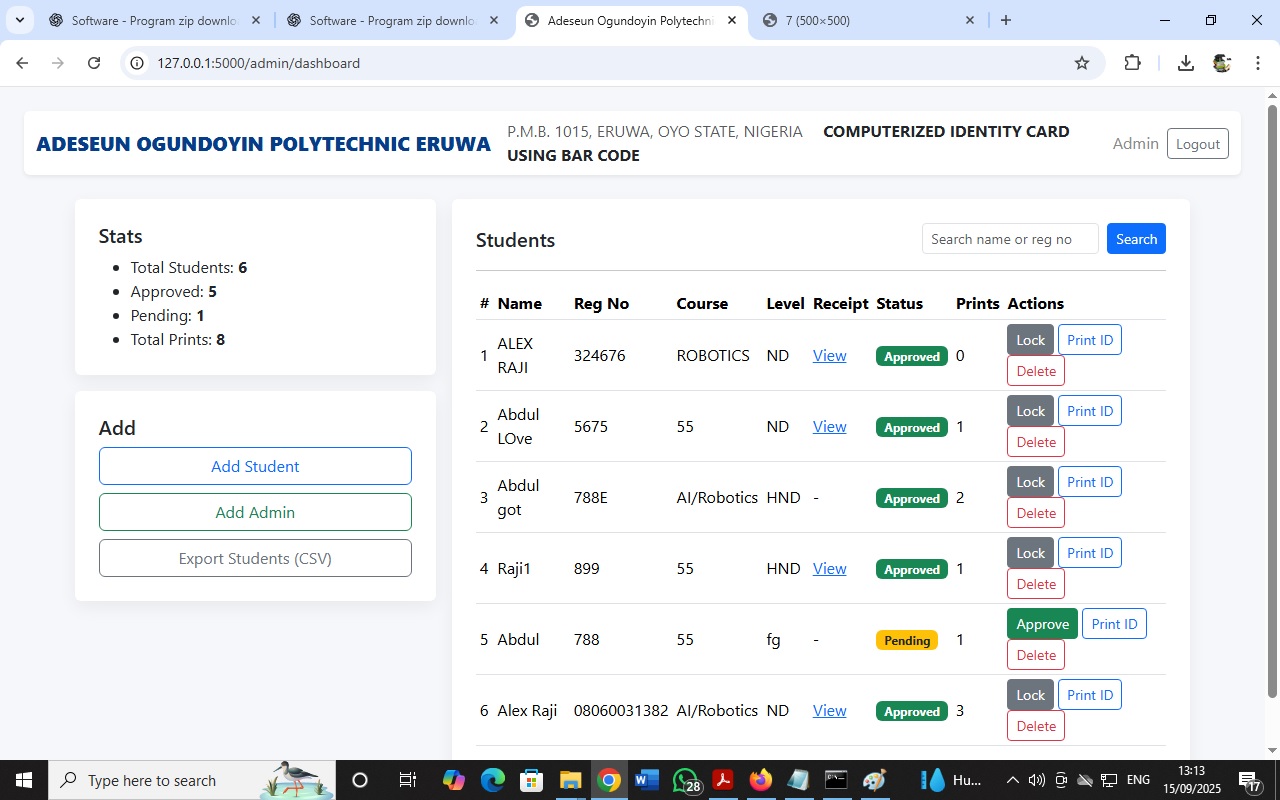 Software - Program zip downlo
Software - Program zip downlo
Adeseun Ogundoyin Polytechni
7 (500×500)
127.0.0.1:5000/admin/dashboard
ADESEUN OGUNDOYIN POLYTECHNIC ERUWA
P.M.B. 1015, ERUWA, OYO STATE, NIGERIA COMPUTERIZED IDENTITY CARD
USING BAR CODE
Admin Logout
Stats
Total Students: 6
Approved: 5
Pending: 1
Total Prints: 8
Add
Add Student
Add Admin
Export Students (CSV)
Students
Search name or reg no Search
# Name Reg No Course Level Receipt Status Prints Actions
1 ALEX RAJI 324676 ROBOTICS ND View Approved 0 Lock Print ID Delete
2 Abdul LOve 5675 55 ND View Approved 1 Lock Print ID Delete
3 Abdul got 788E AI/Robotics HND - Approved 2 Lock Print ID Delete
4 Raji1 899 55 HND View Approved 1 Lock Print ID Delete
5 Abdul 788 55 fg - Pending 1 Approve Print ID Delete
6 Alex Raji 08060031382 AI/Robotics ND View Approved 3 Lock Print ID Delete
Type here to search
28
Hu...
ENG
13:13
15/09/2025
17